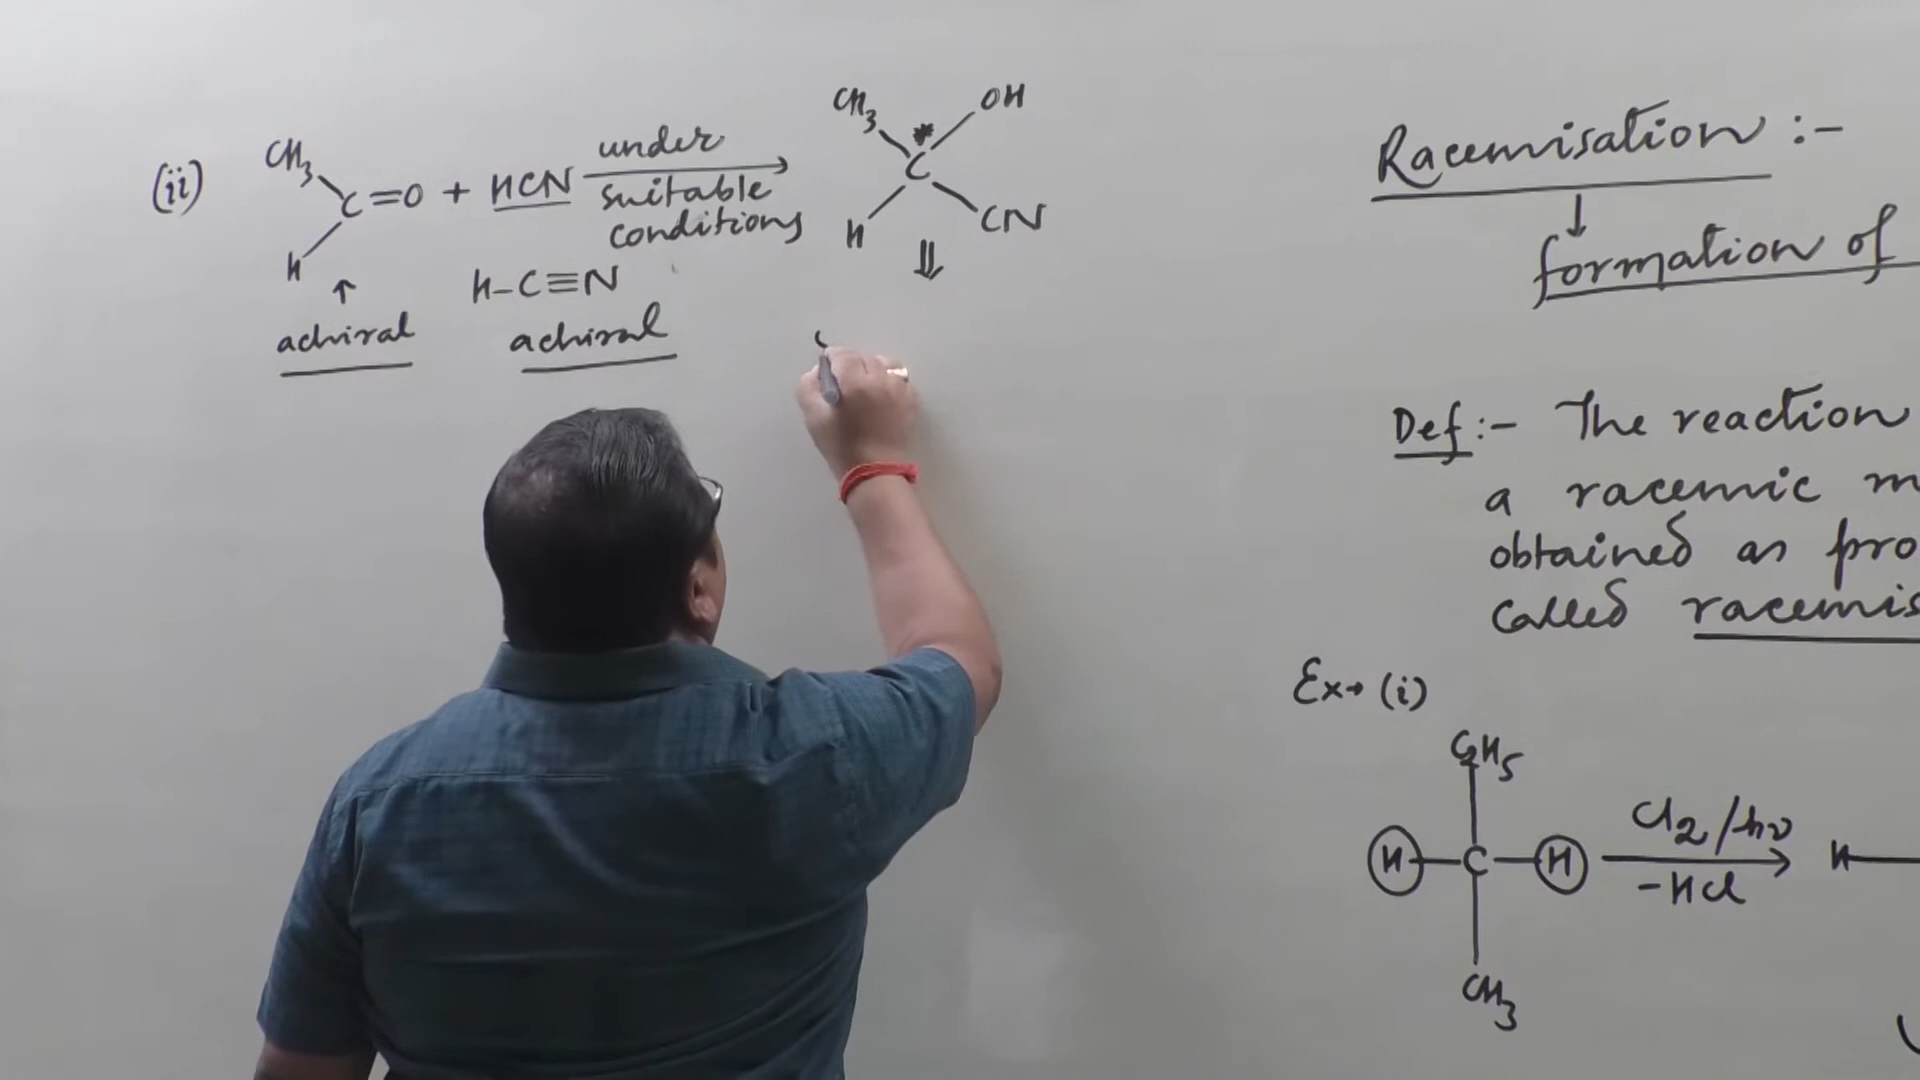 (ii) CH3 C=O + HCN under suitable conditions
H
↑
achiral
H-C≡N
achiral
CH3 OH
* C
H CN
⇓
Racemisation :-
↓
formation of
Def :- The reaction
a racemic m
obtained as pro
called racemis
Ex→ (i)
C2H5
H-C-H Cl2/hν -HCl H
CH3